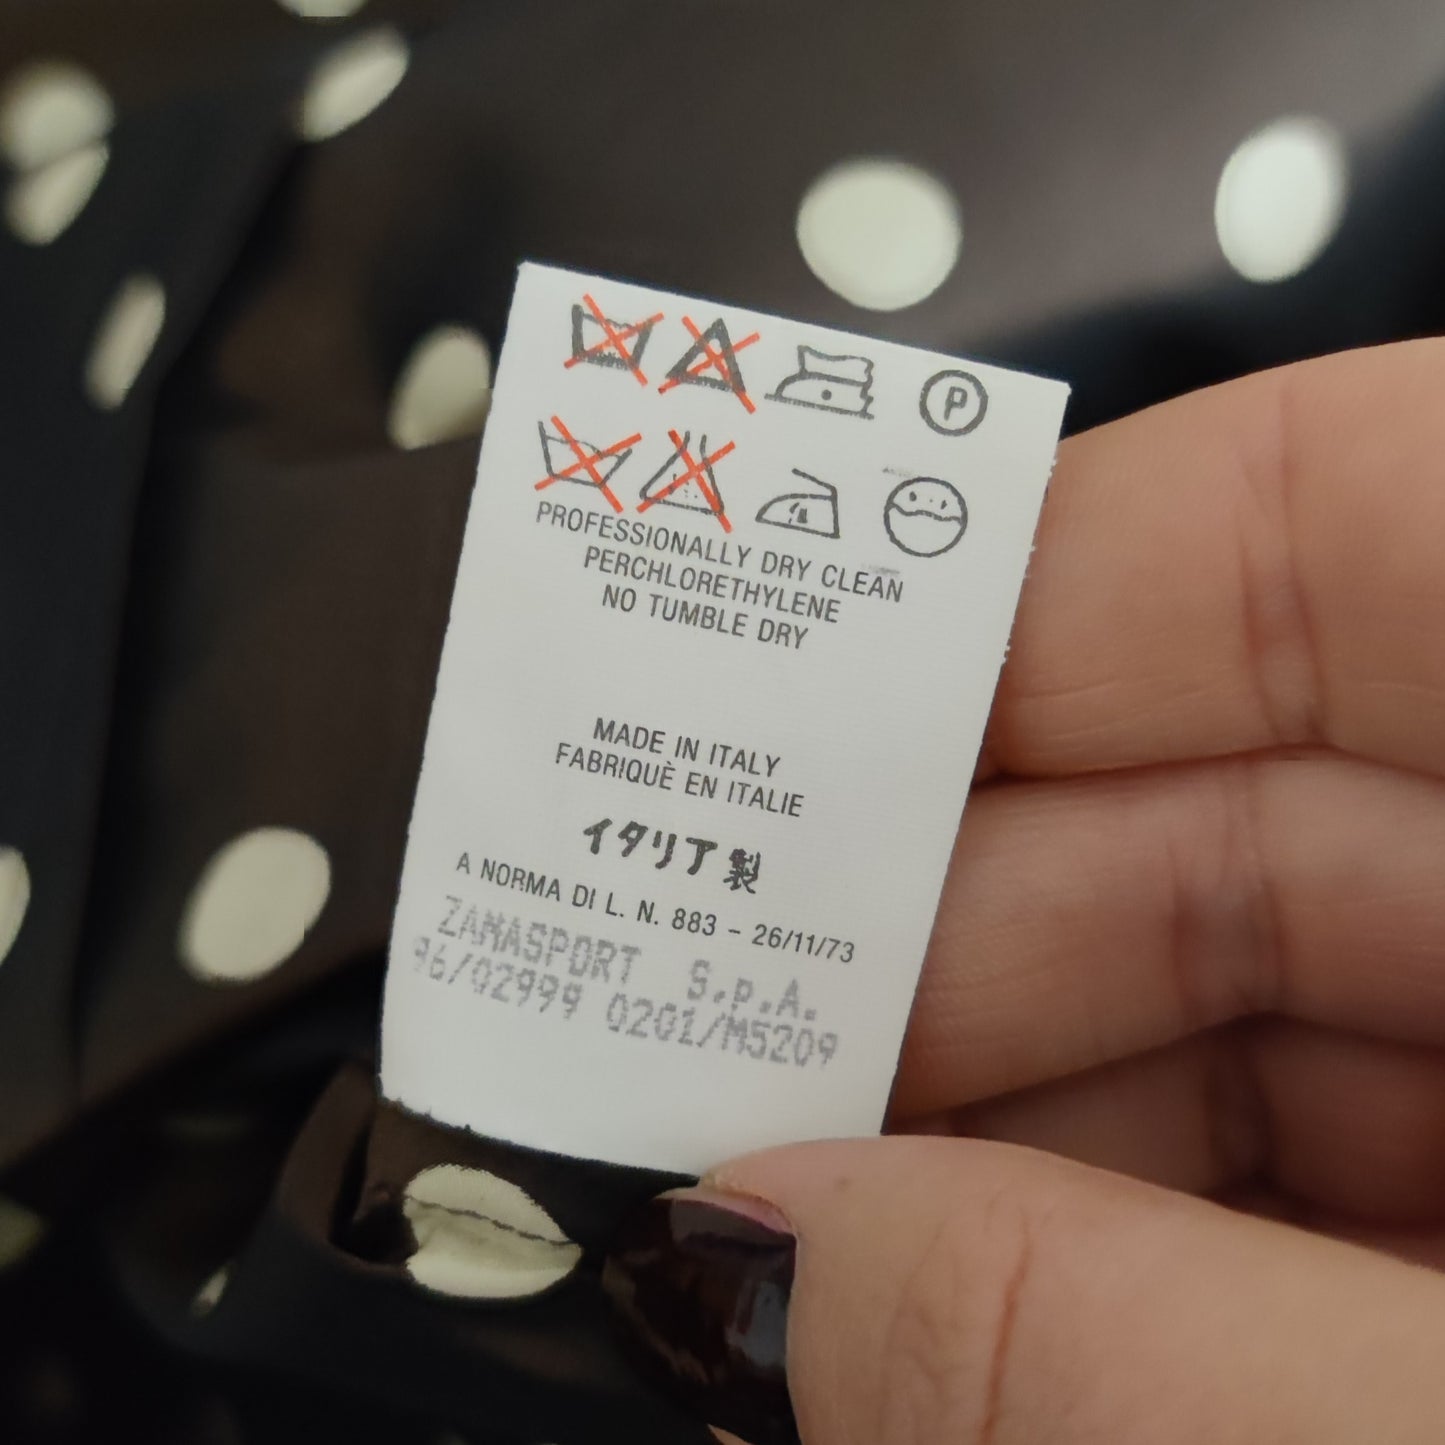 P
PROFESSIONALLY DRY CLEAN
PERCHLORETHYLENE
NO TUMBLE DRY
MADE IN ITALY
FABRIQUÈ EN ITALIE
イタリア製
A NORMA DI L. N. 883 - 26/11/73
ZAMASPORT S.p.A.
96/02999 0201/M5209